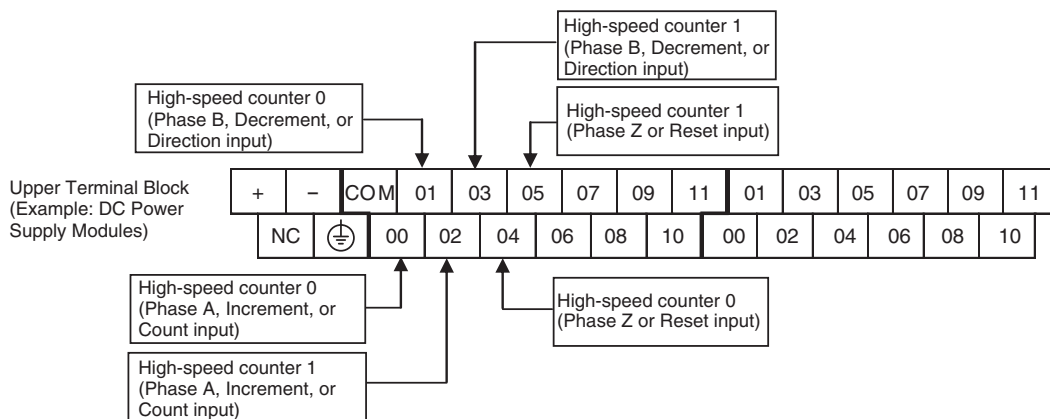 High-speed counter 1
(Phase B, Decrement, or
Direction input)
High-speed counter 0
(Phase B, Decrement, or
Direction input)
High-speed counter 1
(Phase Z or Reset input)
Upper Terminal Block
(Example: DC Power
Supply Modules)
+ − COM 01 03 05 07 09 11 01 03 05 07 09 11
NC 00 02 04 06 08 10 00 02 04 06 08 10
High-speed counter 0
(Phase A, Increment, or
Count input)
High-speed counter 0
(Phase Z or Reset input)
High-speed counter 1
(Phase A, Increment, or
Count input)